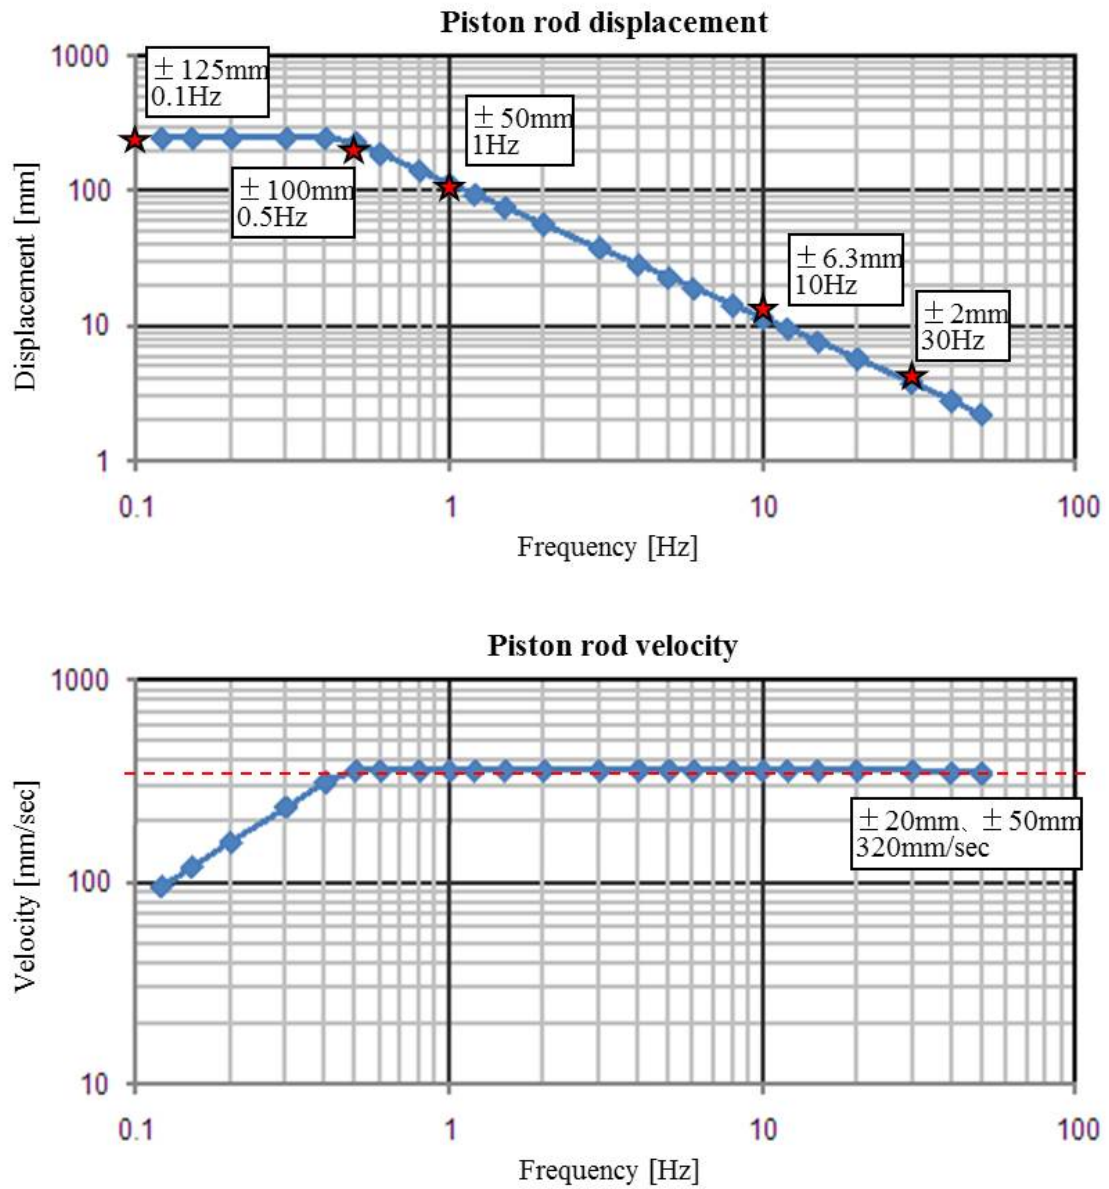 Piston rod displacement
1000
± 125mm
0.1Hz
± 50mm
1Hz
100
± 100mm
0.5Hz
± 6.3mm
10Hz
10
± 2mm
30Hz
1
Displacement [mm]
0.1 1 10 100
Frequency [Hz]
Piston rod velocity
1000
± 20mm、± 50mm
320mm/sec
100
10
Velocity [mm/sec]
0.1 1 10 100
Frequency [Hz]